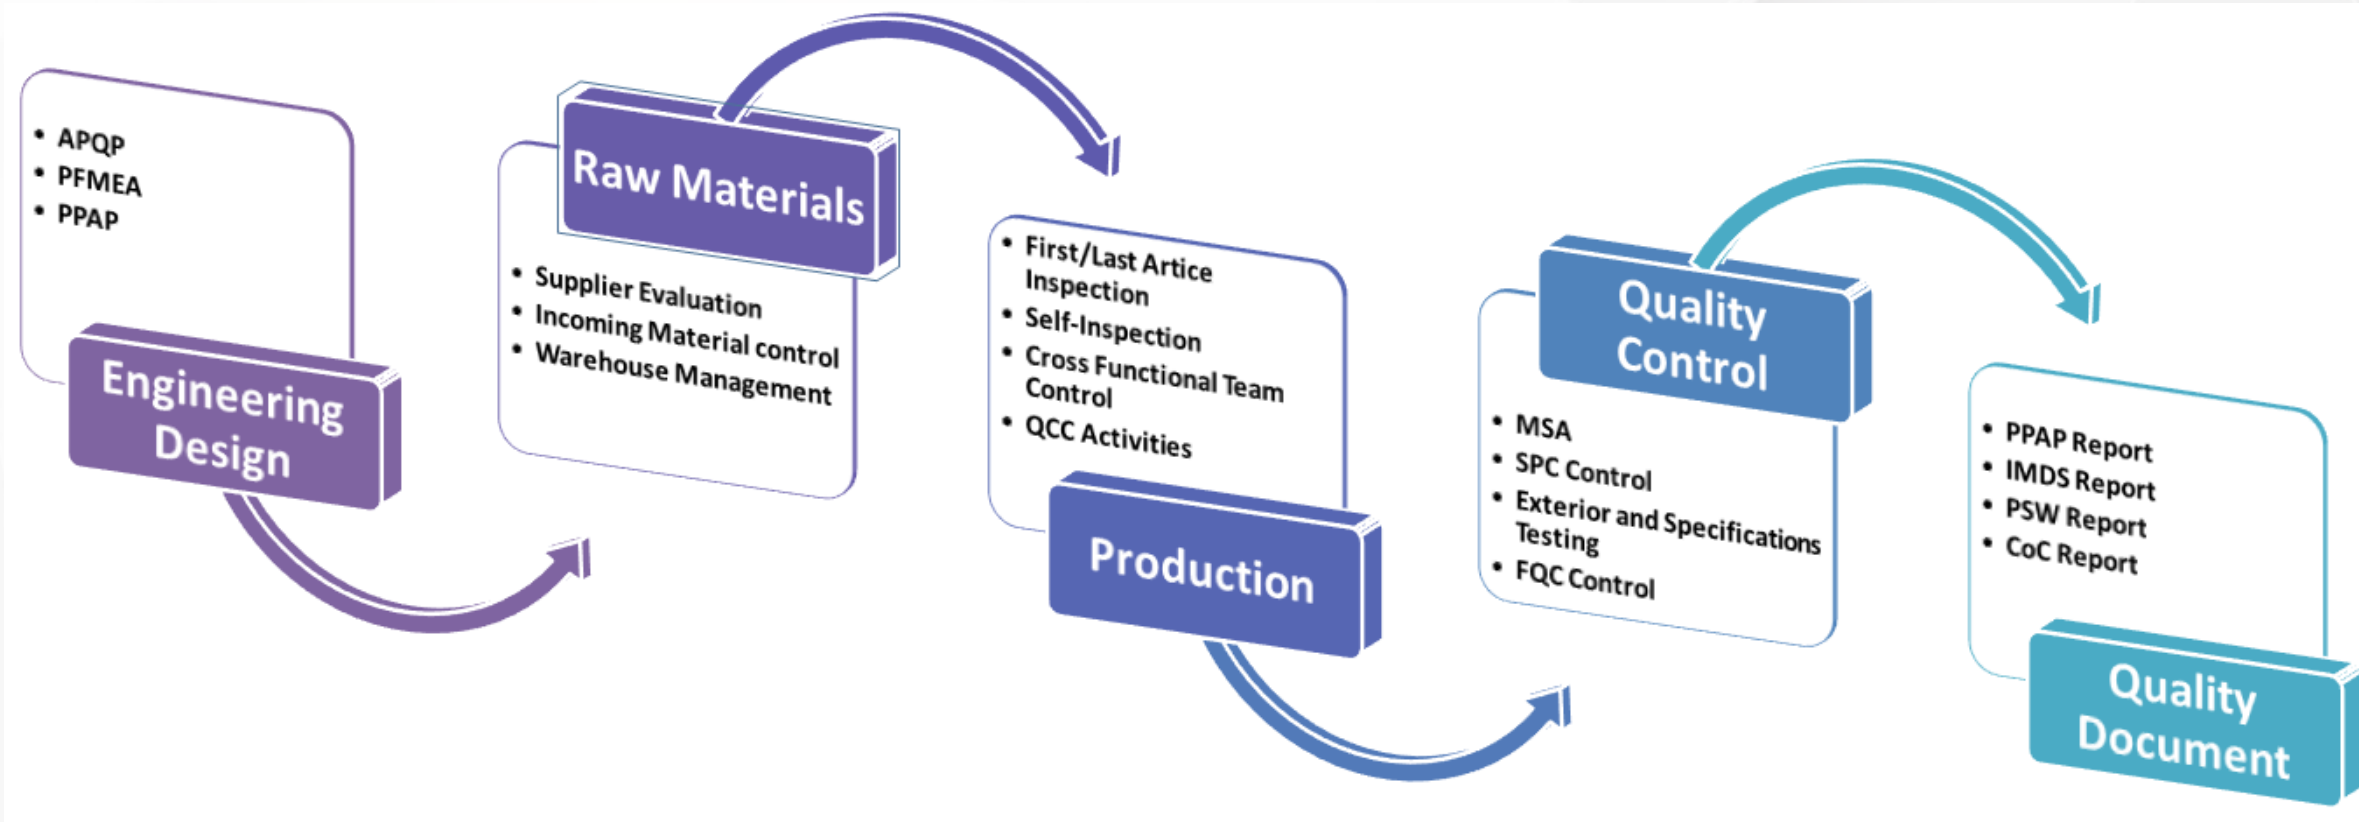 • APQP
• PFMEA
• PPAP
Engineering
Design
Raw Materials
• Supplier Evaluation
• Incoming Material control
• Warehouse Management
• First/Last Artice
Inspection
• Self-Inspection
• Cross Functional Team
Control
• QCC Activities
Production
Quality
Control
• MSA
• SPC Control
• Exterior and Specifications
Testing
• FQC Control
• PPAP Report
• IMDS Report
• PSW Report
• CoC Report
Quality
Document